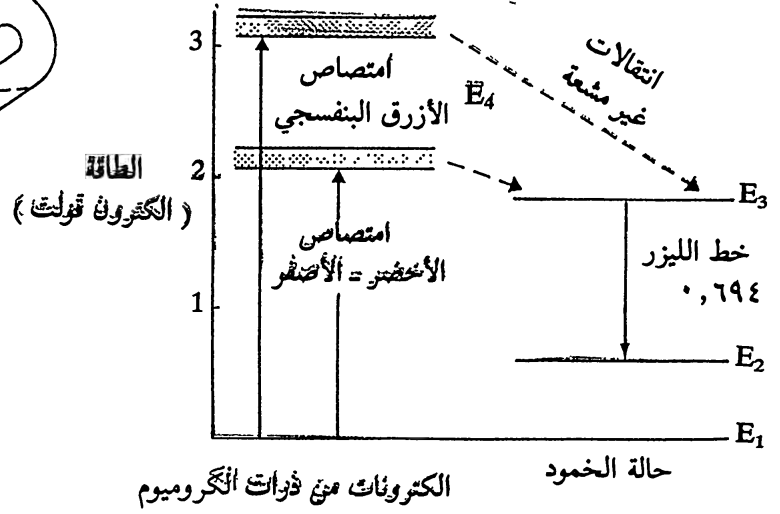 3
امتصاص
الأزرق البنفسجي
E4
انتقالات
غير مشعة
الطاقة
2
( الكترون ڤولت )
E3
امتصاص
الأخضر = الأصفر
خط الليزر
٠,٦٩٤
1
E2
E1
حالة الخمود
الكترونات من ذرات الكروميوم